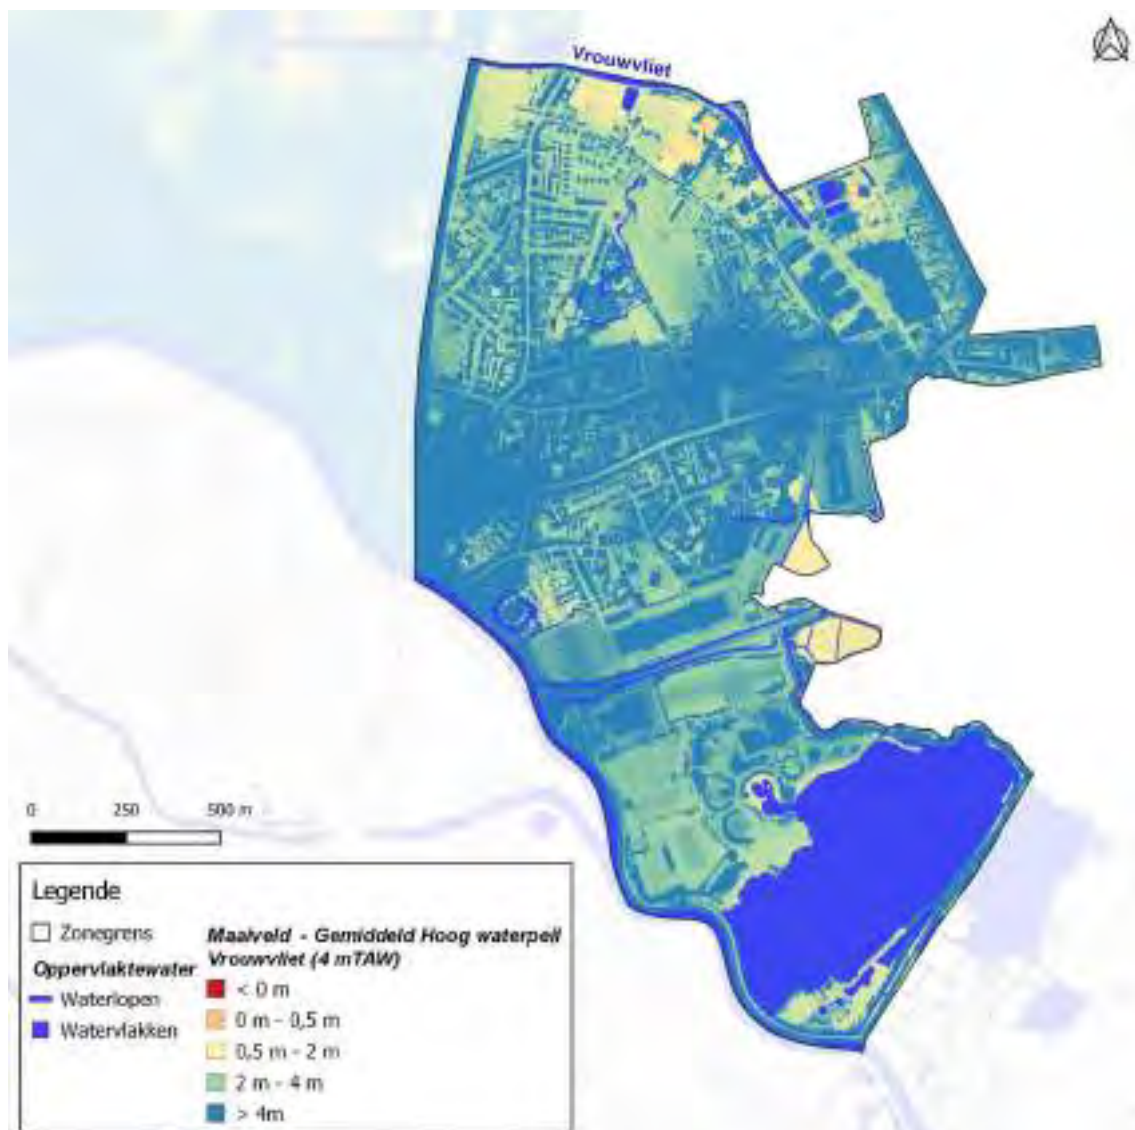 Vrouwvliet
0 250 500 m
Legende
Zonegrens
Oppervlaktewater
Waterlopen
Watervlakken
Maaiveld - Gemiddeld Hoog waterpeil
Vrouwvliet (4 mTAW)
< 0 m
0 m - 0,5 m
0,5 m - 2 m
2 m - 4 m
> 4m